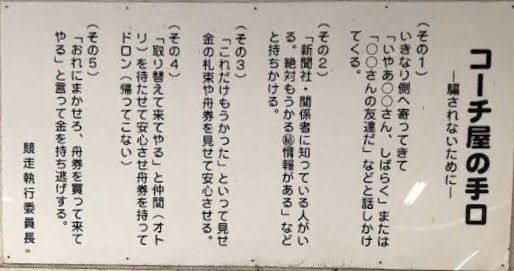 コーチ屋の手口
―騙されないために―
（その１）
いきなり側へ寄ってきて
「いやあ○○さん、しばらく」または
「○○さんの友達だ」などと話しかけ
てくる。
（その２）
「新聞社・関係者に知っている人がい
る。絶対もうかる㊙情報がある」など
と持ちかける。
（その３）
「これだけもうかった」といって見せ
金の札束や舟券を見せて安心させる。
（その４）
「取り替えて来てやる」と仲間（オト
リ）を待たせて安心させ舟券を持って
ドロン（帰ってこない）
（その５）
「おれにまかせろ、舟券を買って来て
やる」と言って金を持ち逃げする。
競走執行委員長